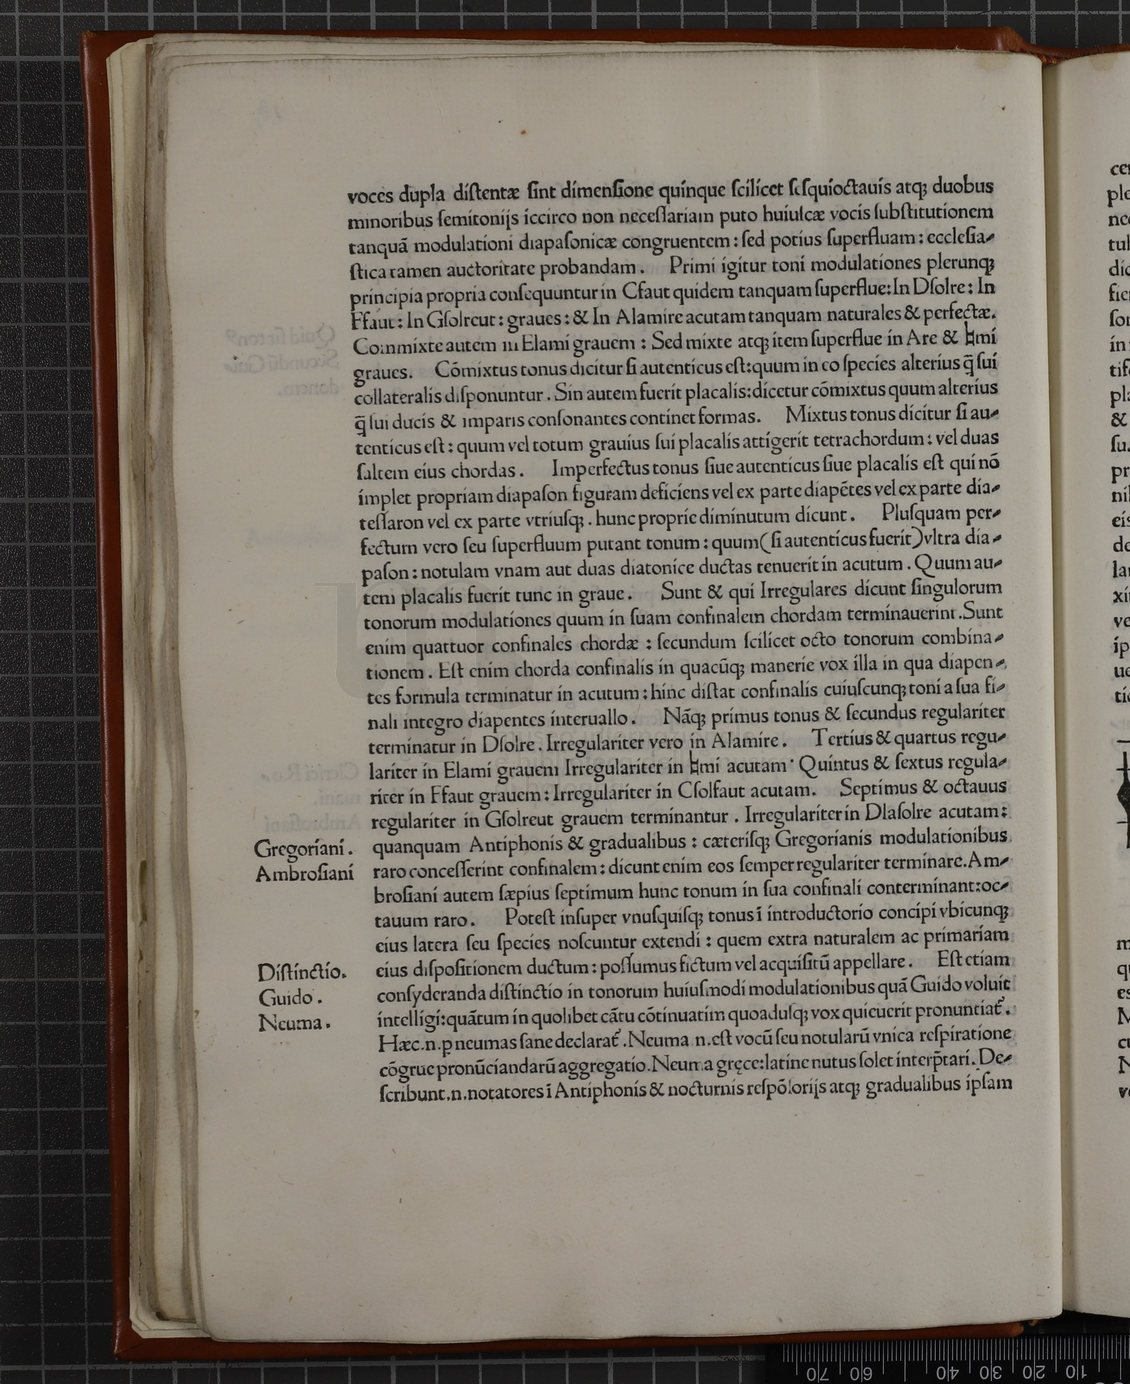 voces dupla distentæ sint dimensione quinque scilicet sesquioctauis atq; duobus
minoribus semitonijs iccirco non necessariam puto huiuscæ vocis substitutionem
tanquã modulationi diapasonicæ congruentem : sed potius superfluam : ecclesia-
stica tamen auctoritate probandam . Primi igitur toni modulationes plerunq;
principia propria consequuntur in Cfaut quidem tanquam superflue: In Dsolre : In
Ffaut : In Gsolreut : graues : & In Alamire acutam tanquam naturales & perfectæ.
Commixte autem in Elami grauem : Sed mixte atq; item superflue in Are & ♮mi
graues. Cõmixtus tonus dicitur si autenticus est: quum in eo species alterius q̃ sui
collateralis disponuntur . Sin autem fuerit placalis: dicetur cõmixtus quum alterius
q̃ sui ducis & imparis consonantes continet formas. Mixtus tonus dicitur si au-
tenticus est : quum vel totum grauius sui placalis attigerit tetrachordum : vel duas
saltem eius chordas . Imperfectus tonus siue autenticus siue placalis est qui nõ
implet propriam diapason figuram deficiens vel ex parte diapẽtes vel ex parte dia-
tessaron vel ex parte vtriusq; . hunc proprie diminutum dicunt . Plusquam per-
fectum vero seu superfluum putant tonum : quum (si autenticus fuerit) vltra dia-
pason : notulam vnam aut duas diatonice ductas tenuerit in acutum . Quum au-
tem placalis fuerit tunc in graue . Sunt & qui Irregulares dicunt singulorum
tonorum modulationes quum in suam confinalem chordam terminauerint . Sunt
enim quattuor confinales chordæ : secundum scilicet octo tonorum combina-
tionem . Est enim chorda confinalis in quacũq; manerie vox illa in qua diapen-
tes formula terminatur in acutum : hinc distat confinalis cuiuscunq; toni a sua fi-
nali integro diapentes interuallo . Nãq; primus tonus & secundus regulariter
terminatur in Dsolre . Irregulariter vero in Alamire . Tertius & quartus regu-
lariter in Elami grauem Irregulariter in ♮mi acutam · Quintus & sextus regula-
riter in Ffaut grauem : Irregulariter in Csolfaut acutam . Septimus & octauus
regulariter in Gsolreut grauem terminantur . Irregulariter in Dlasolre acutam :
Gregoriani . quanquam Antiphonis & gradualibus : cæterisq; Gregorianis modulationibus
Ambrosiani raro concesserint confinalem : dicunt enim eos semper regulariter terminare. Am-
brosiani autem sæpius septimum hunc tonum in sua confinali conterminant: oc-
tauum raro . Potest insuper vnusquisq; tonus ĩ introductorio concipi vbicunq;
eius latera seu species noscuntur extendi : quem extra naturalem ac primariam
Distinctio. eius dispositionem ductum : possumus fictum vel acquisitũ appellare . Est etiam
Guido . consyderanda distinctio in tonorum huiusmodi modulationibus quã Guido voluit
Neuma . intelligi: quãtum in quolibet cãtu cõtinuatim quoadusq; vox quieuerit pronuntiat̃ .
Hæc .n. p neumas sane declarat̃ . Neuma .n. est vocũ seu notularũ vnica respiratione
cõgrue pronũciandarũ aggregatio. Neuma gręce: latine nutus solet interp̃tari. De-
scribunt .n. notatores ĩ Antiphonis & nocturnis respõsorijs atq; gradualibus ipsam